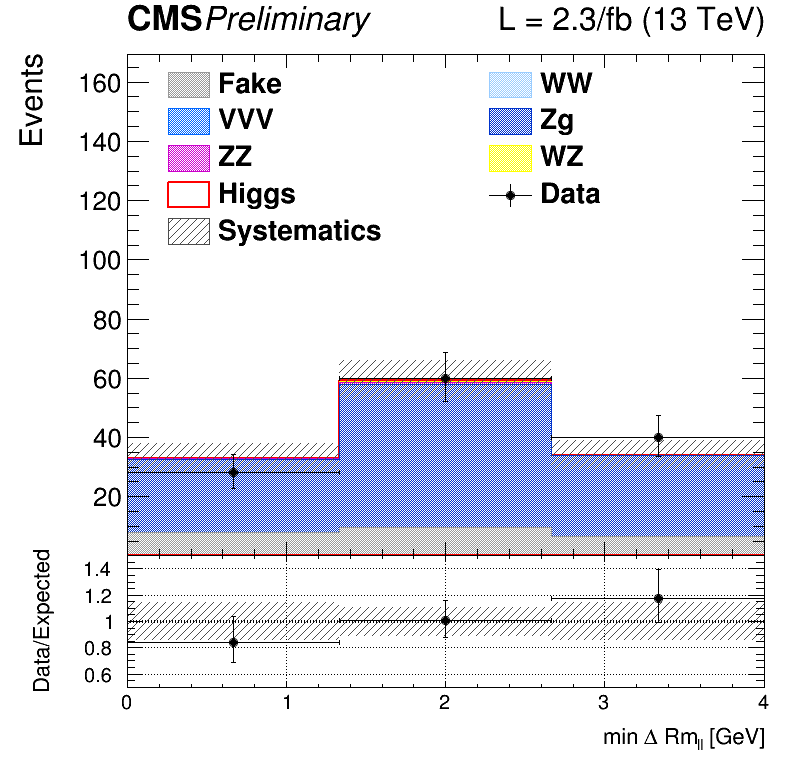 CMS Preliminary L = 2.3/fb (13 TeV)
Events
160
140
120
100
80
60
40
20
Fake WW
VVV Zg
ZZ WZ
Higgs Data
Systematics
Data/Expected
1.4
1.2
1
0.8
0.6
0 1 2 3 4
min Δ Rm_ll [GeV]